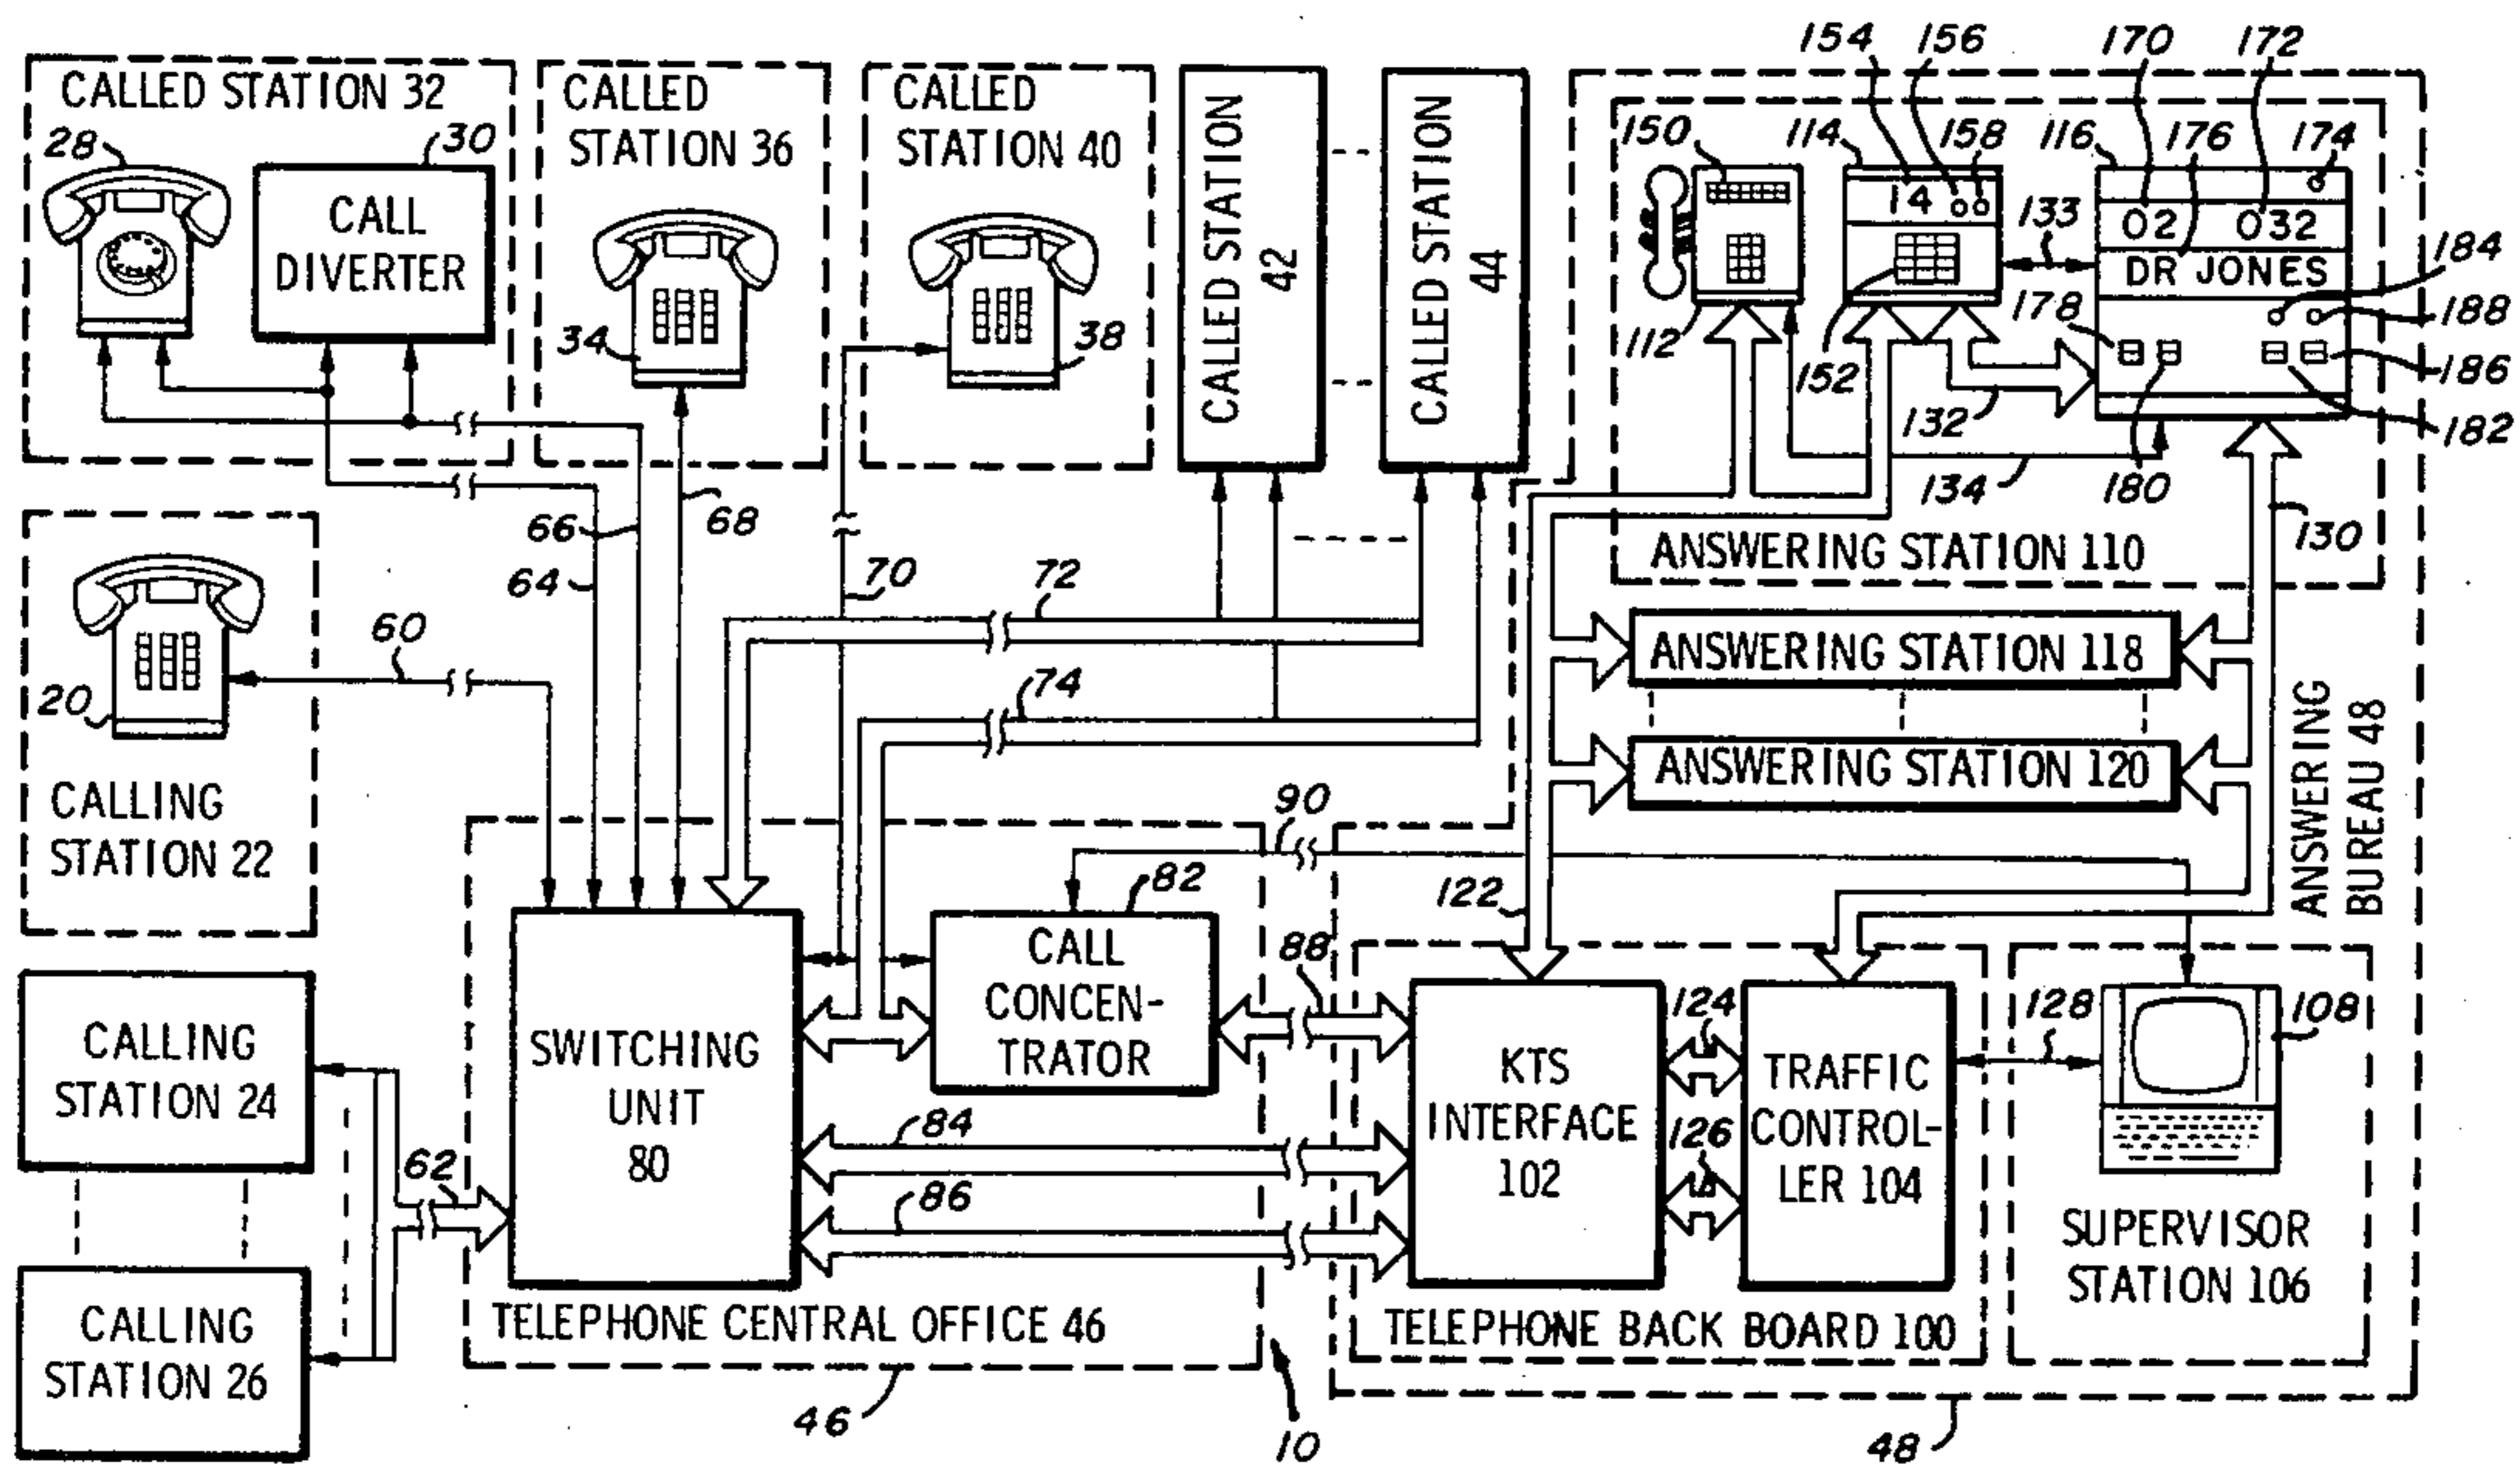 154 156 170 172
CALLED STATION 32
28
30
CALL
DIVERTER
CALLED
STATION 36
34
CALLED
STATION 40
38
CALLED STATION
42
CALLED STATION
44
150 114 158 116 176 174
14
133
02 032
DR JONES
184
178
188
112
152
132
186
182
134
180
130
ANSWERING STATION 110
66
68
64
70
72
60
20
74
CALLING
STATION 22
ANSWERING STATION 118
ANSWERING STATION 120
ANSWERING
BUREAU 48
90
82
122
88
CALL
CONCEN-
TRATOR
SWITCHING
UNIT
80
CALLING
STATION 24
62
84
86
CALLING
STATION 26
KTS
INTERFACE
102
124
126
TRAFFIC
CONTROL-
LER 104
128
108
SUPERVISOR
STATION 106
TELEPHONE CENTRAL OFFICE 46
TELEPHONE BACK BOARD 100
46
10
48